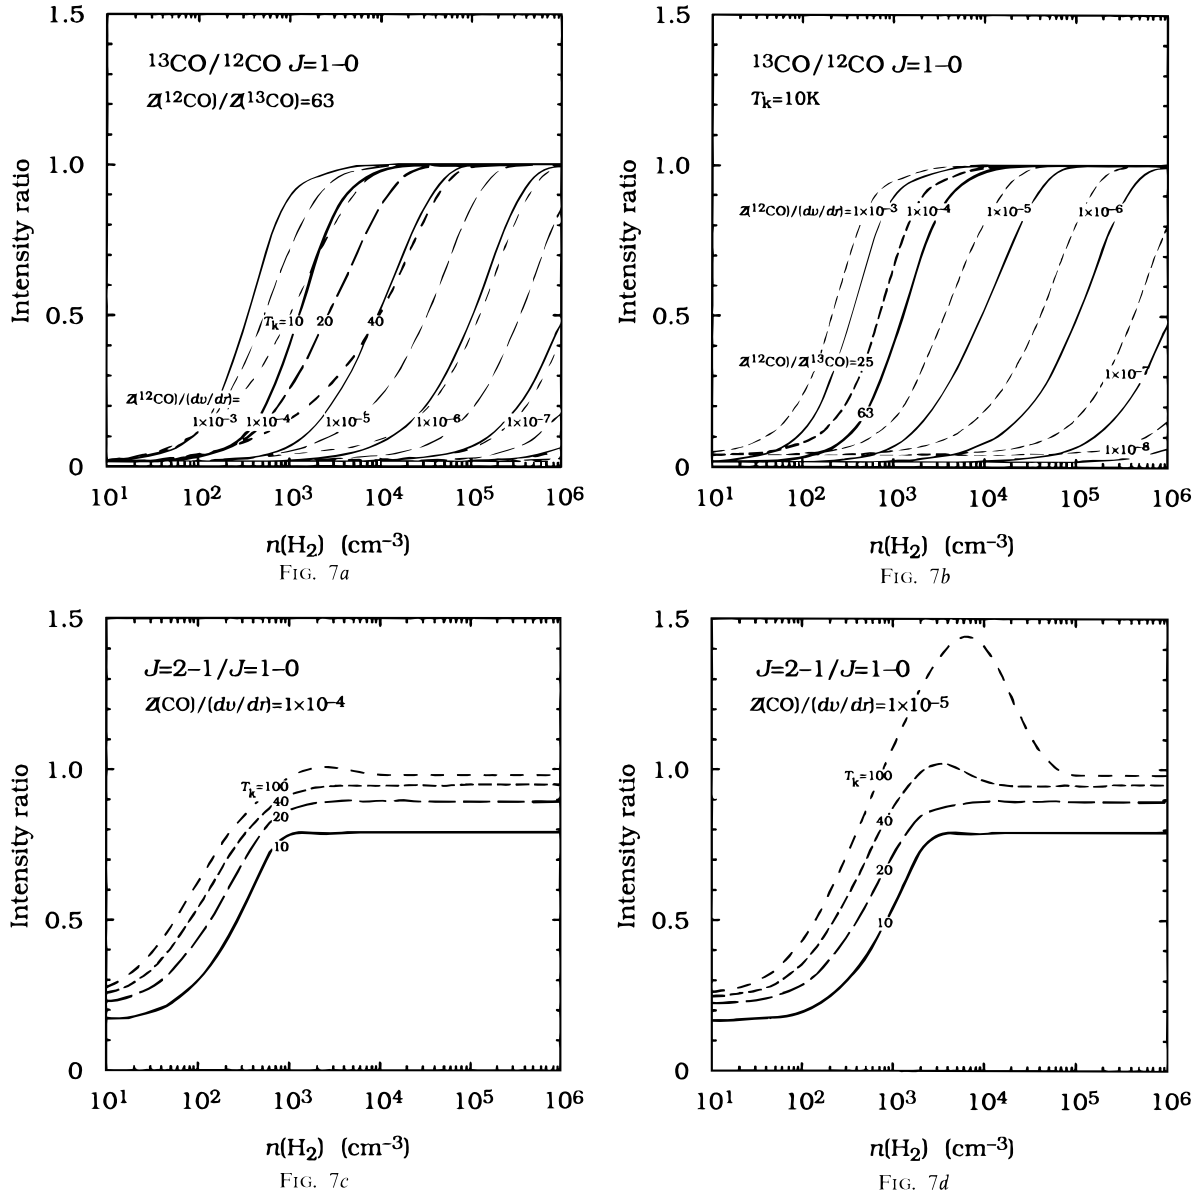 1.5
¹³CO/¹²CO J=1–0
Z(¹²CO)/Z(¹³CO)=63
1.0
Intensity ratio
0.5
Tₖ=10 20 40
Z(¹²CO)/(dv/dr)=
1×10⁻³ 1×10⁻⁴ 1×10⁻⁵ 1×10⁻⁶ 1×10⁻⁷
0
10¹ 10² 10³ 10⁴ 10⁵ 10⁶
n(H₂) (cm⁻³)
FIG. 7a
1.5
¹³CO/¹²CO J=1–0
Tₖ=10K
1.0
Intensity ratio
Z(¹²CO)/(dv/dr)=1×10⁻³ 1×10⁻⁴ 1×10⁻⁵ 1×10⁻⁶
0.5
Z(¹²CO)/Z(¹³CO)=25
1×10⁻⁷
63
1×10⁻⁸
0
10¹ 10² 10³ 10⁴ 10⁵ 10⁶
n(H₂) (cm⁻³)
FIG. 7b
1.5
J=2–1/J=1–0
Z(CO)/(dv/dr)=1×10⁻⁴
1.0
Intensity ratio
Tₖ=100
40
20
10
0.5
0
10¹ 10² 10³ 10⁴ 10⁵ 10⁶
n(H₂) (cm⁻³)
FIG. 7c
1.5
J=2–1/J=1–0
Z(CO)/(dv/dr)=1×10⁻⁵
1.0
Intensity ratio
Tₖ=100
40
20
10
0.5
0
10¹ 10² 10³ 10⁴ 10⁵ 10⁶
n(H₂) (cm⁻³)
FIG. 7d